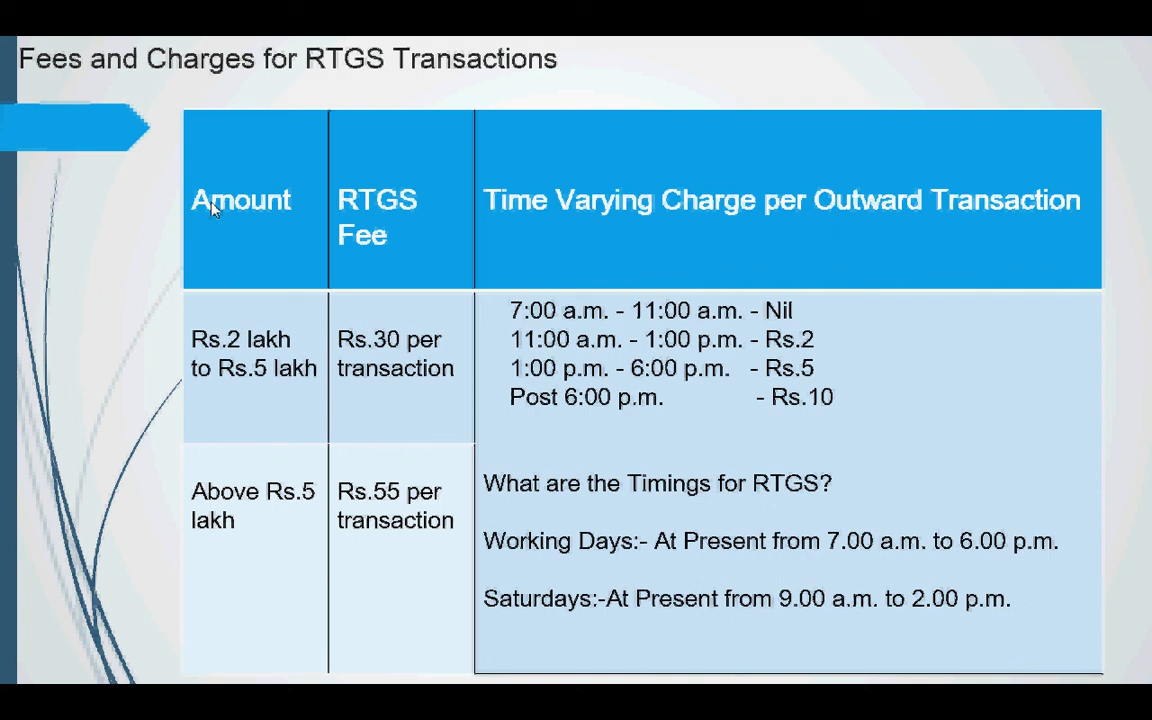 Fees and Charges for RTGS Transactions
Amount
RTGS
Fee
Time Varying Charge per Outward Transaction
Rs.2 lakh
to Rs.5 lakh
Rs.30 per
transaction
7:00 a.m. - 11:00 a.m. - Nil
11:00 a.m. - 1:00 p.m. - Rs.2
1:00 p.m. - 6:00 p.m. - Rs.5
Post 6:00 p.m. - Rs.10
Above Rs.5
lakh
Rs.55 per
transaction
What are the Timings for RTGS?
Working Days:- At Present from 7.00 a.m. to 6.00 p.m.
Saturdays:-At Present from 9.00 a.m. to 2.00 p.m.